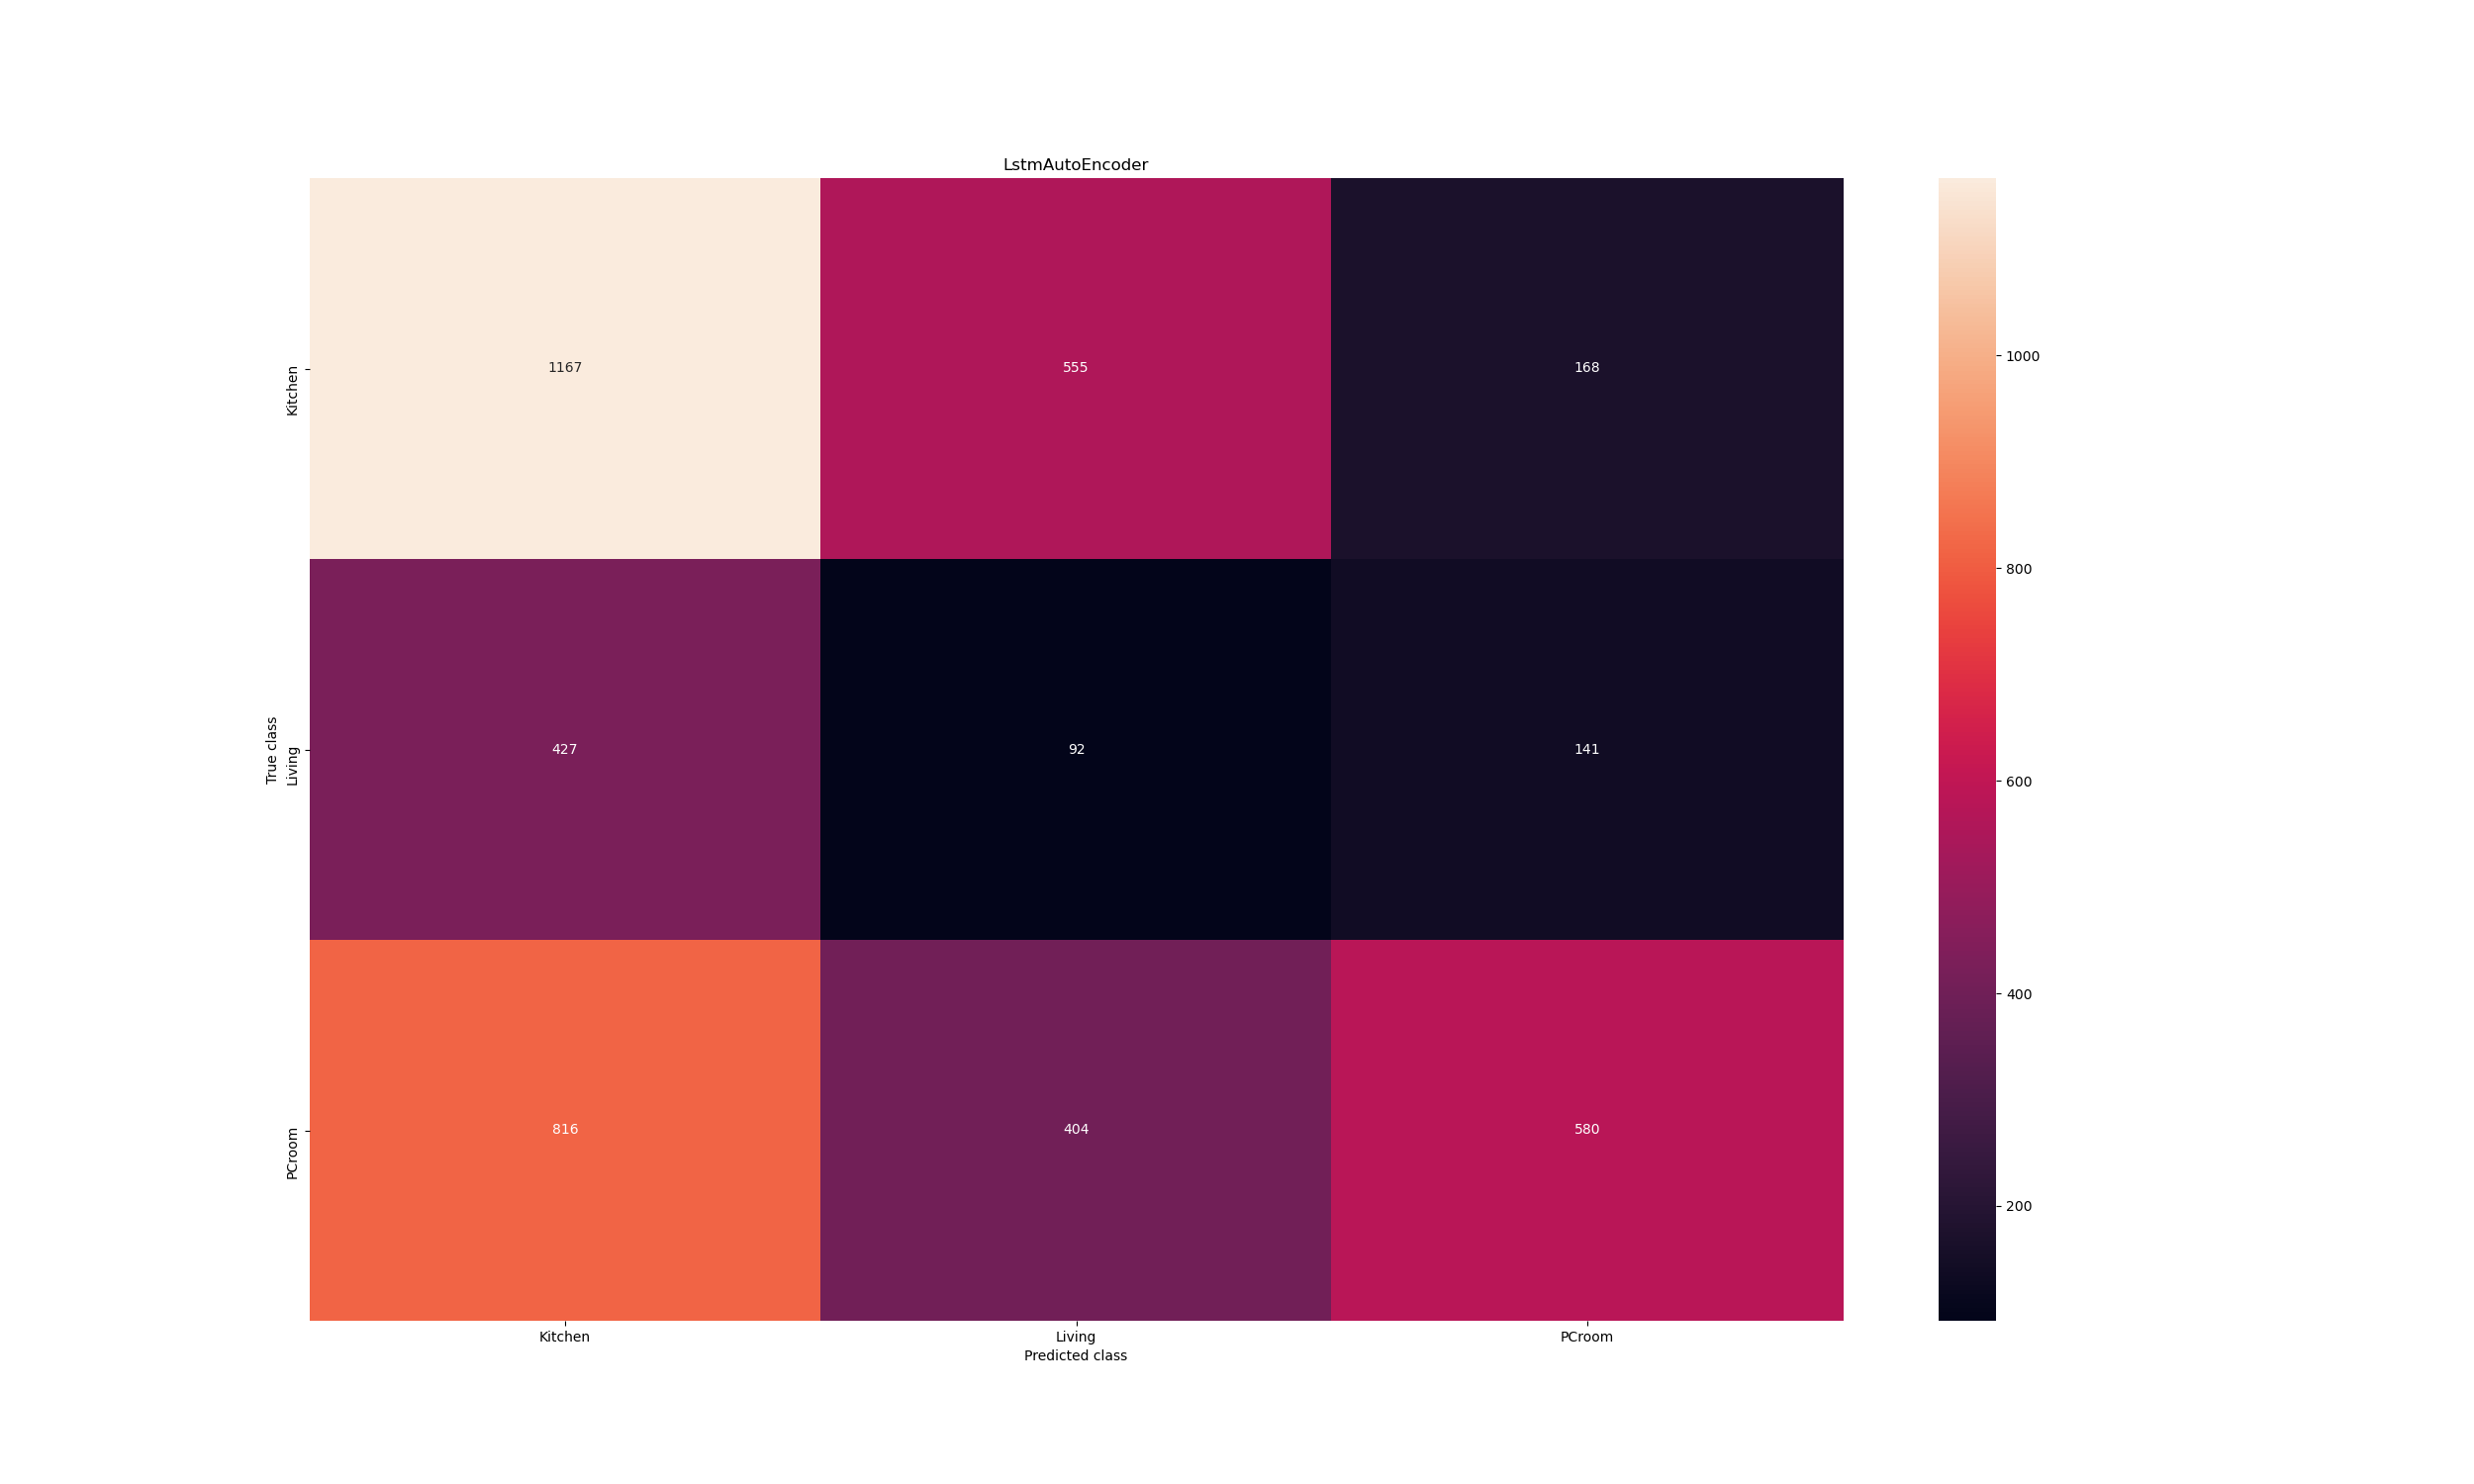 LstmAutoEncoder
Kitchen
1167 555 168
1000
800
True class
Living
427 92 141
600
400
PCroom
816 404 580
200
Kitchen Living PCroom
Predicted class